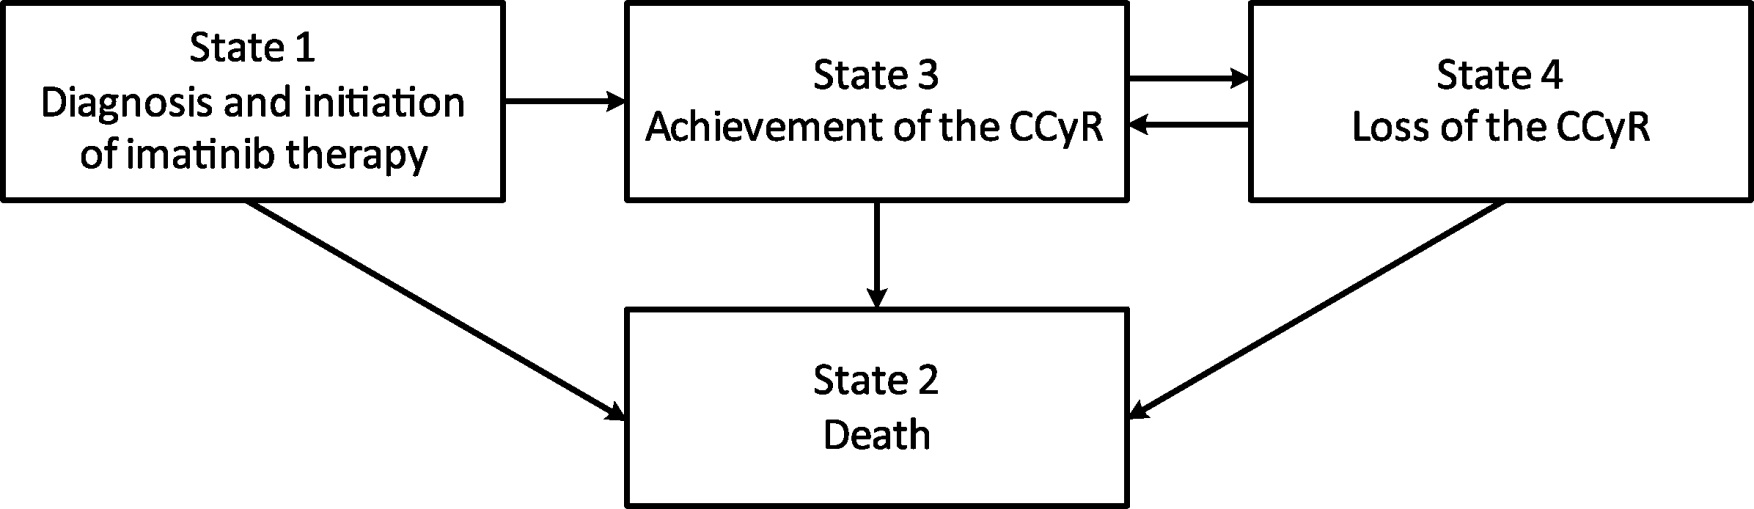 State 1
Diagnosis and initiation
of imatinib therapy
State 3
Achievement of the CCyR
State 4
Loss of the CCyR
State 2
Death